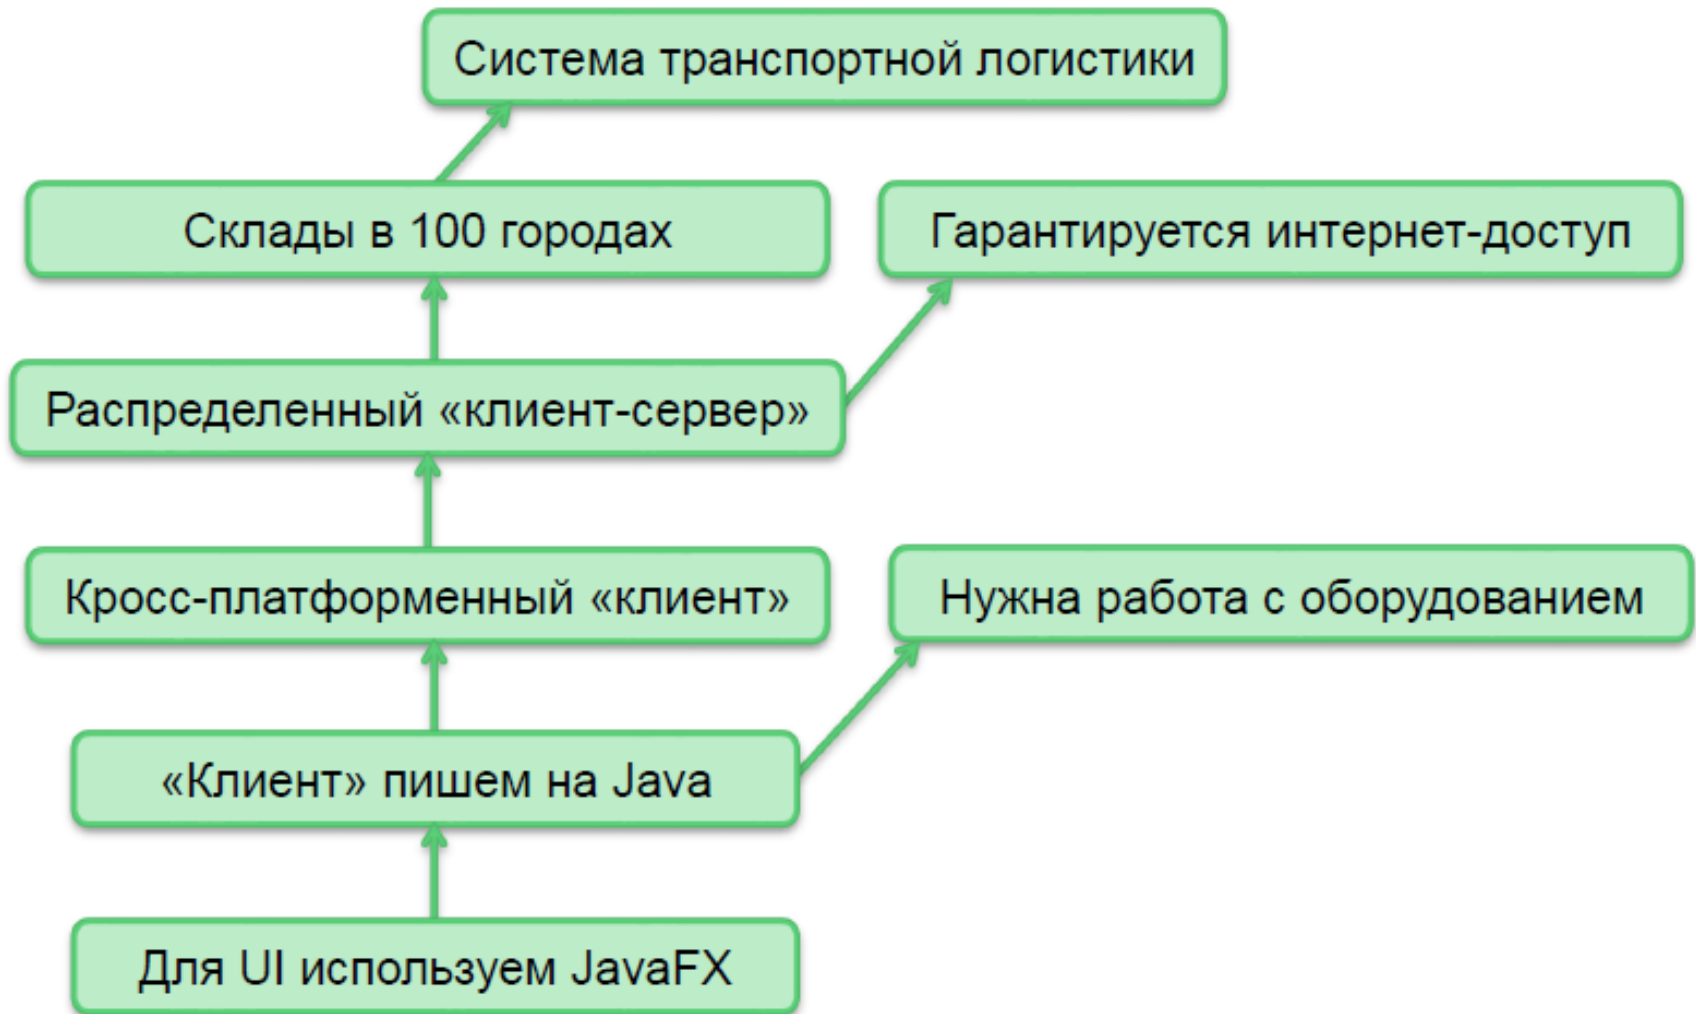 Система транспортной логистики
Склады в 100 городах
Гарантируется интернет-доступ
Распределенный «клиент-сервер»
Кросс-платформенный «клиент»
Нужна работа с оборудованием
«Клиент» пишем на Java
Для UI используем JavaFX